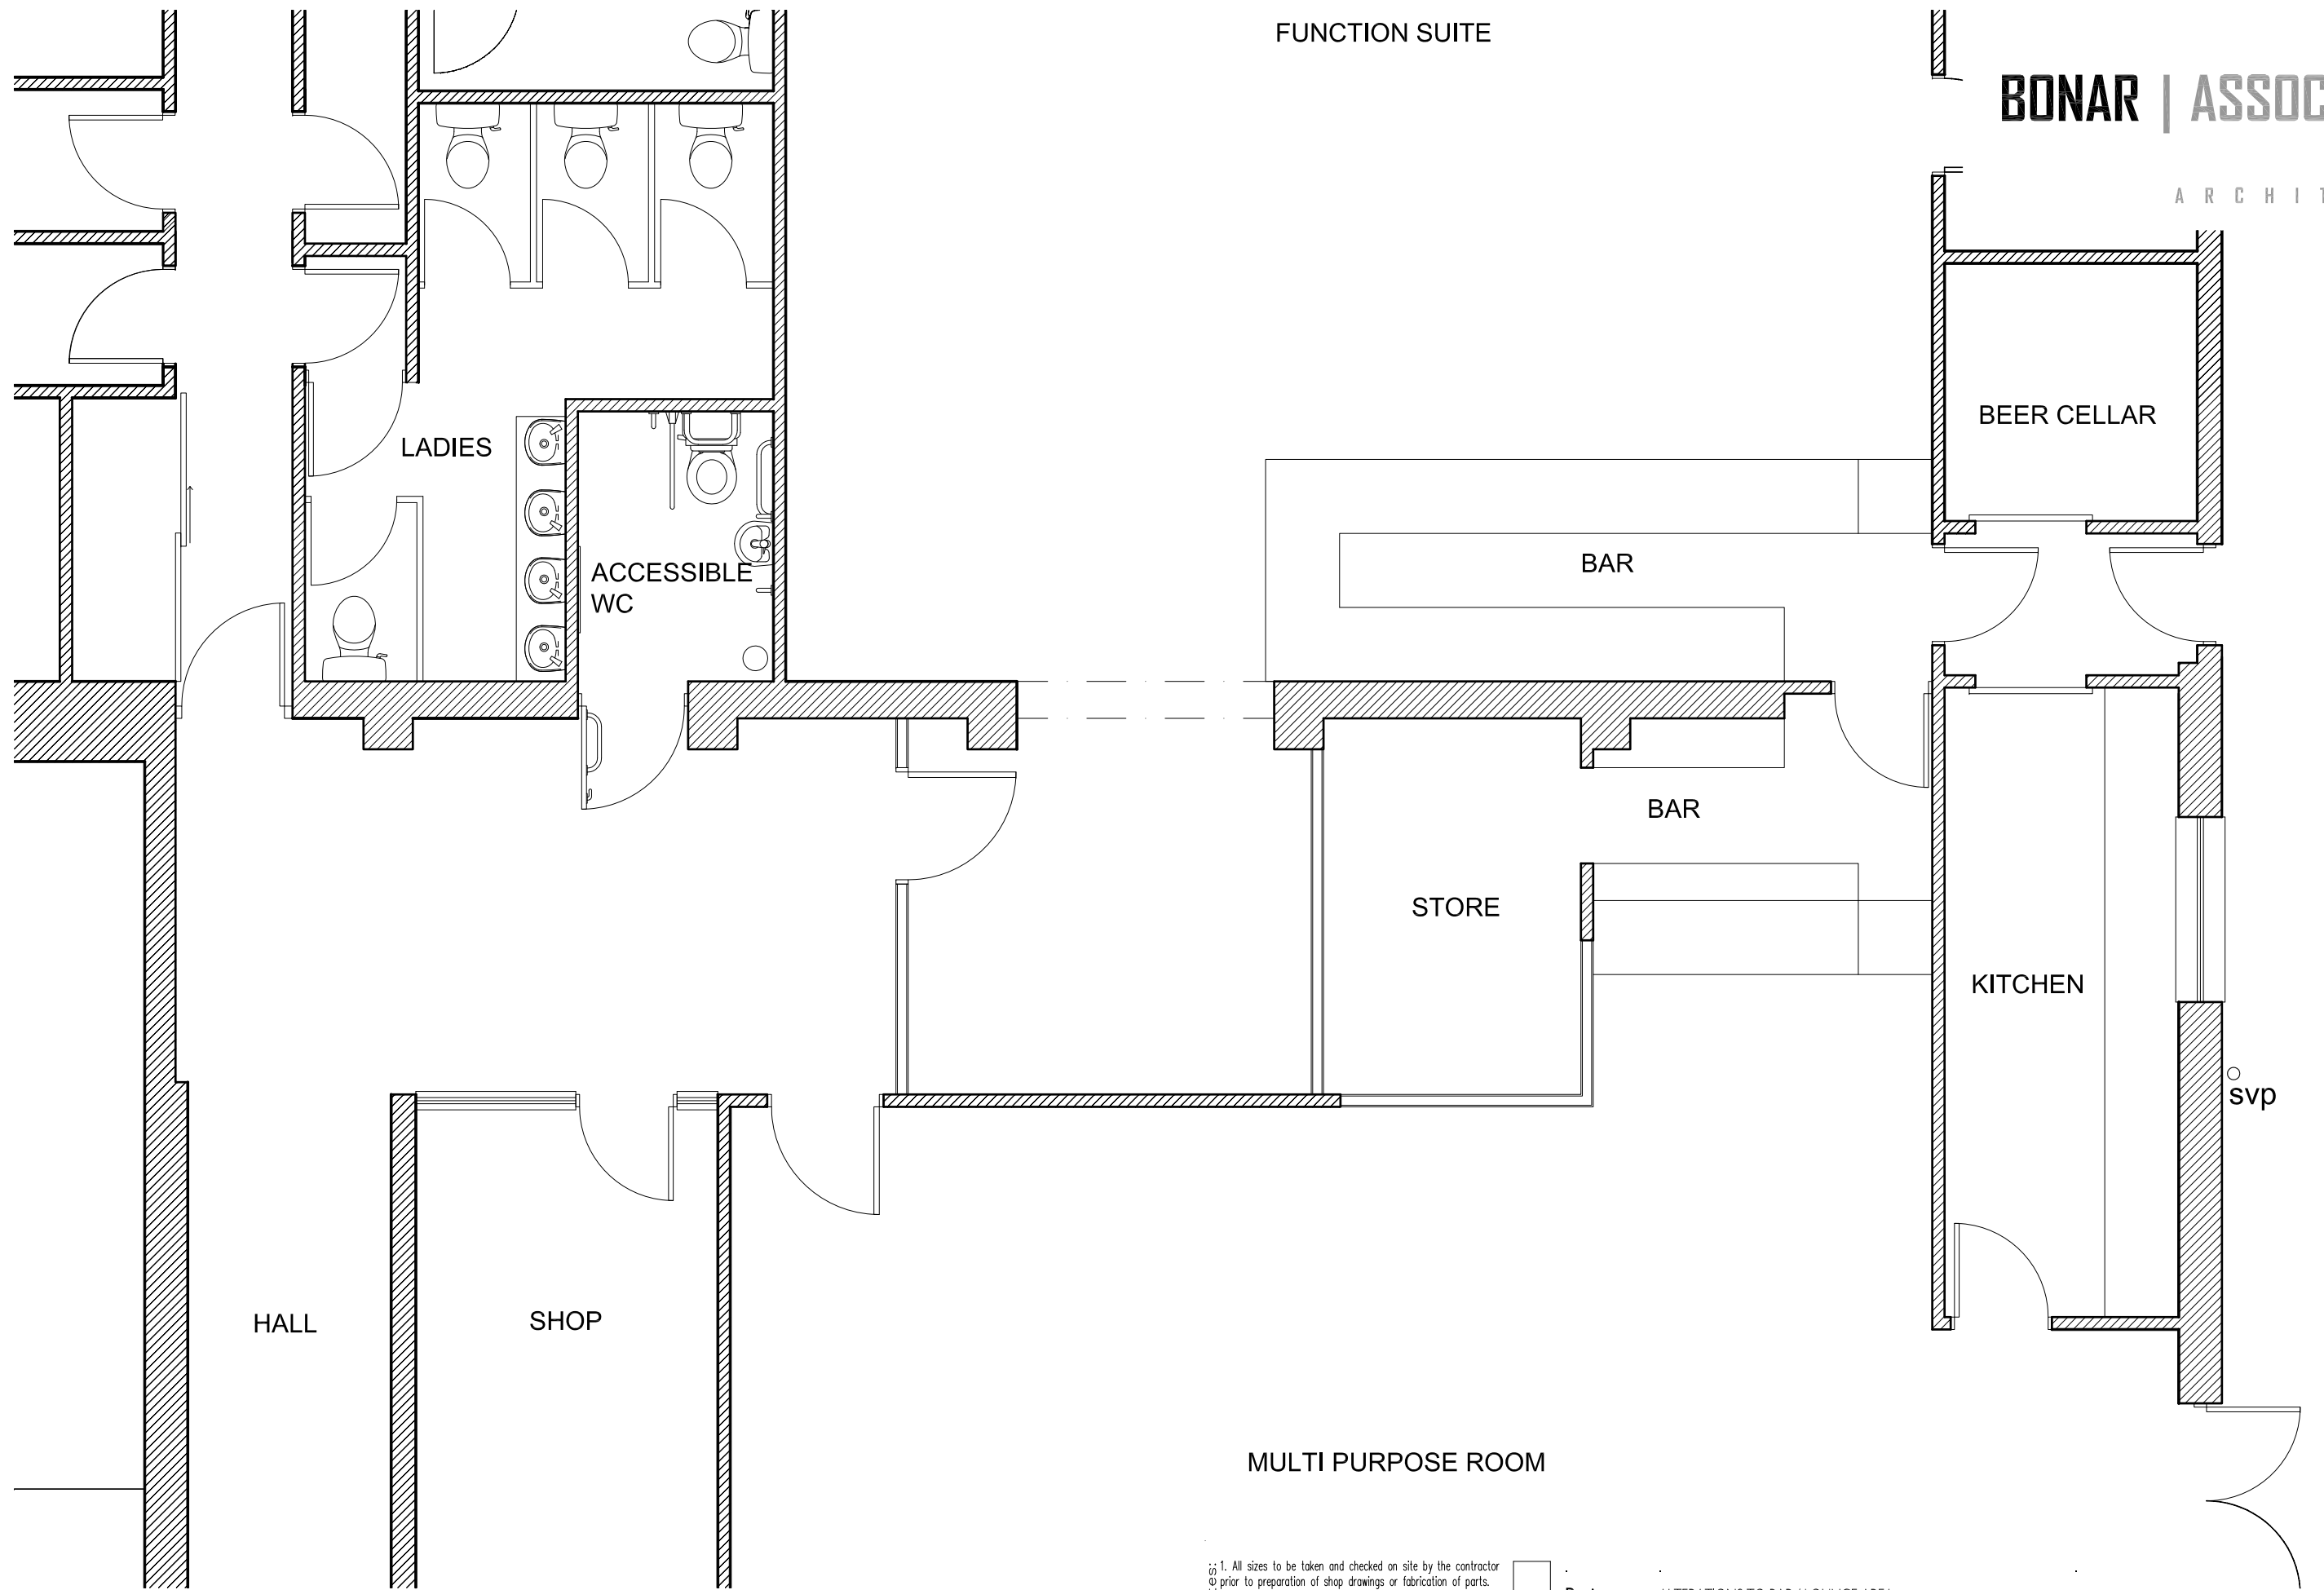 FUNCTION SUITE
BONAR | ASSOC
A R C H I T
BEER CELLAR
LADIES
BAR
ACCESSIBLE
WC
BAR
STORE
KITCHEN
svp
HALL
SHOP
MULTI PURPOSE ROOM
1. All sizes to be taken and checked on site by the contractor
prior to preparation of shop drawings or fabrication of parts.